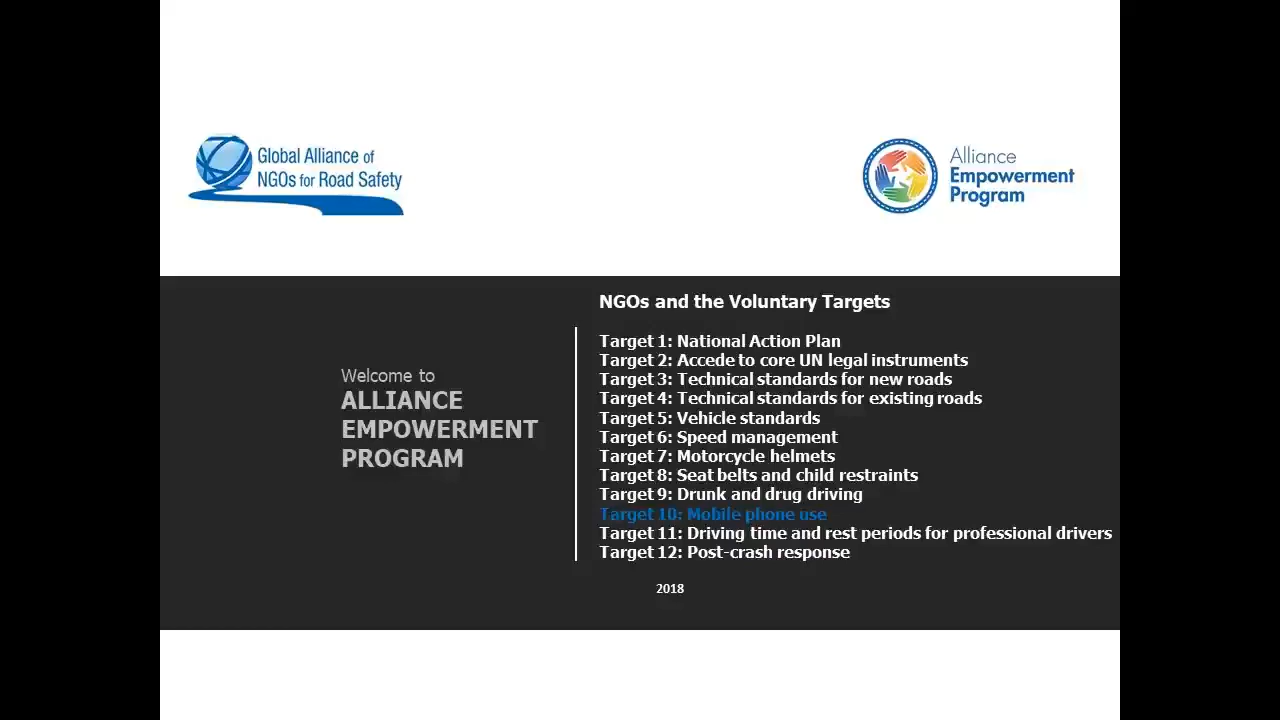 Global Alliance of
NGOs for Road Safety
Alliance
Empowerment
Program
Welcome to
ALLIANCE
EMPOWERMENT
PROGRAM
NGOs and the Voluntary Targets
Target 1: National Action Plan
Target 2: Accede to core UN legal instruments
Target 3: Technical standards for new roads
Target 4: Technical standards for existing roads
Target 5: Vehicle standards
Target 6: Speed management
Target 7: Motorcycle helmets
Target 8: Seat belts and child restraints
Target 9: Drunk and drug driving
Target 10: Mobile phone use
Target 11: Driving time and rest periods for professional drivers
Target 12: Post-crash response
2018